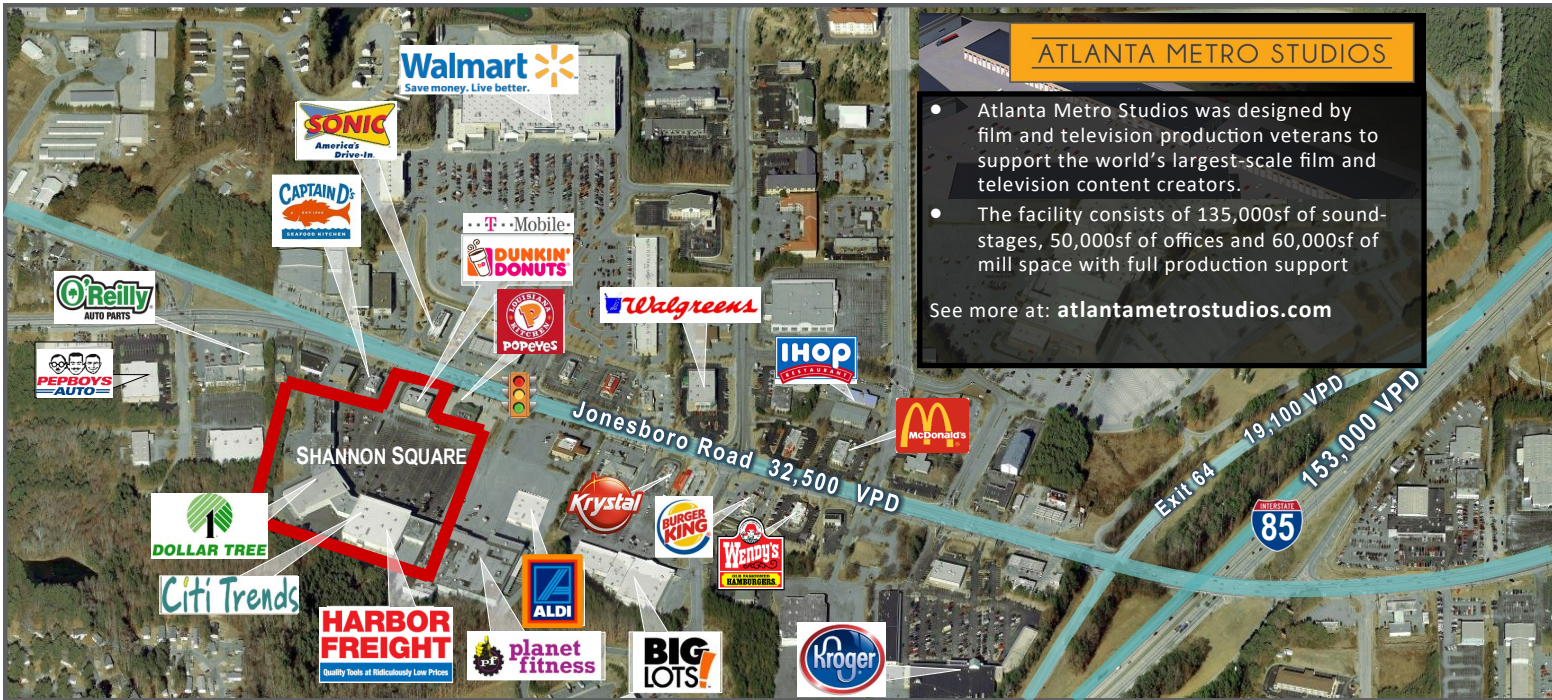 Walmart
Save money. Live better.
ATLANTA METRO STUDIOS
• Atlanta Metro Studios was designed by
film and television production veterans to
support the world's largest-scale film and
television content creators.
• The facility consists of 135,000sf of sound-
stages, 50,000sf of offices and 60,000sf of
mill space with full production support
See more at: atlantametrostudios.com
SONIC
America's
Drive-In.
CAPTAIN D's
SEAFOOD KITCHEN
T Mobile
DUNKIN'
DONUTS
DD
O'Reilly
AUTO PARTS
LOUISIANA
KITCHEN
P
POPEYES
Walgreens
IHOP
RESTAURANT
PEPBOYS
AUTO
McDonald's
Jonesboro Road 32,500 VPD
Exit 64 19,100 VPD
153,000 VPD
INTERSTATE
85
SHANNON SQUARE
1
DOLLAR TREE
Citi Trends
HARBOR
FREIGHT
Quality Tools at Ridiculously Low Prices
pf
planet
fitness
ALDI
Krystal
BURGER
KING
WENDY'S
OLD FASHIONED
HAMBURGERS
BIG
LOTS!
Kroger